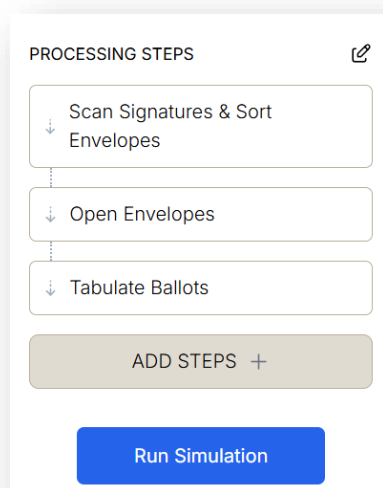 PROCESSING STEPS
Scan Signatures & Sort
Envelopes
Open Envelopes
Tabulate Ballots
ADD STEPS +
Run Simulation